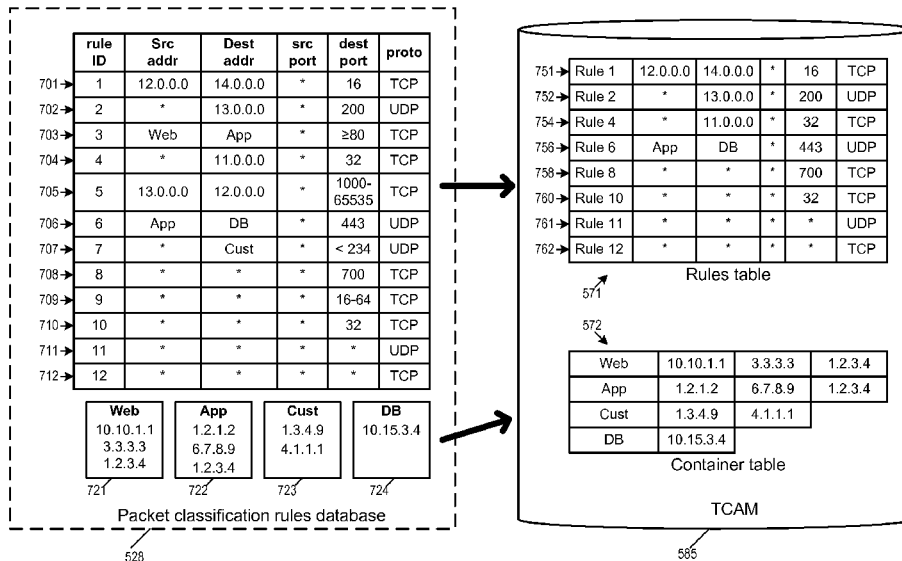 rule ID Src addr Dest addr src port dest port proto
701 1 12.0.0.0 14.0.0.0 * 16 TCP
702 2 * 13.0.0.0 * 200 UDP
703 3 Web App * ≥80 TCP
704 4 * 11.0.0.0 * 32 TCP
705 5 13.0.0.0 12.0.0.0 * 1000-65535 TCP
706 6 App DB * 443 UDP
707 7 * Cust * < 234 UDP
708 8 * * * 700 TCP
709 9 * * * 16-64 TCP
710 10 * * * 32 TCP
711 11 * * * * UDP
712 12 * * * * TCP
Web
10.10.1.1
3.3.3.3
1.2.3.4
721
App
1.2.1.2
6.7.8.9
1.2.3.4
722
Cust
1.3.4.9
4.1.1.1
723
DB
10.15.3.4
724
Packet classification rules database
528
751 Rule 1 12.0.0.0 14.0.0.0 * 16 TCP
752 Rule 2 * 13.0.0.0 * 200 UDP
754 Rule 4 * 11.0.0.0 * 32 TCP
756 Rule 6 App DB * 443 UDP
758 Rule 8 * * * 700 TCP
760 Rule 10 * * * 32 TCP
761 Rule 11 * * * * UDP
762 Rule 12 * * * * TCP
Rules table
571
572
Web 10.10.1.1 3.3.3.3 1.2.3.4
App 1.2.1.2 6.7.8.9 1.2.3.4
Cust 1.3.4.9 4.1.1.1
DB 10.15.3.4
Container table
TCAM
585